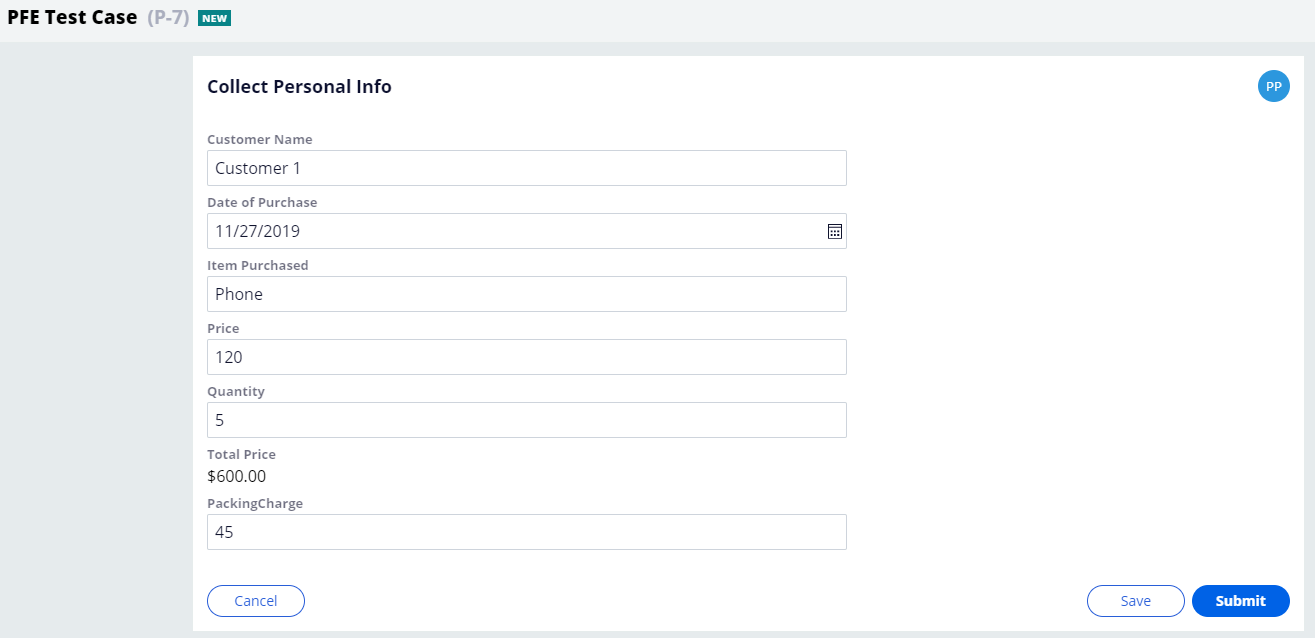 PFE Test Case (P-7) NEW
Collect Personal Info
PP
Customer Name
Customer 1
Date of Purchase
11/27/2019
Item Purchased
Phone
Price
120
Quantity
5
Total Price
$600.00
PackingCharge
45
Cancel
Save
Submit